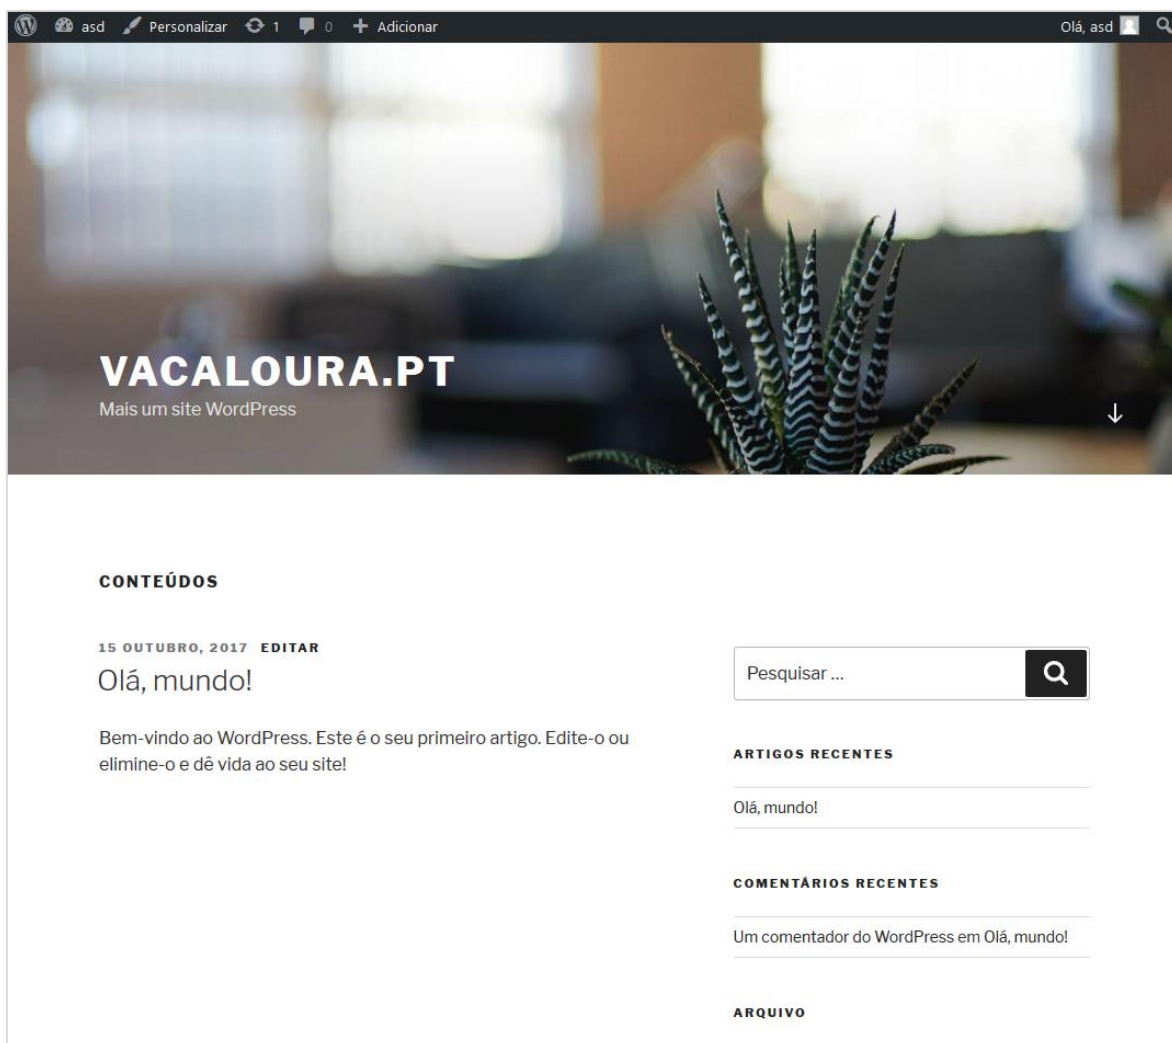 asd Personalizar 1 0 Adicionar Olá, asd
VACALOURA.PT
Mais um site WordPress
CONTEÚDOS
15 OUTUBRO, 2017 EDITAR
Olá, mundo!
Bem-vindo ao WordPress. Este é o seu primeiro artigo. Edite-o ou
elimine-o e dê vida ao seu site!
Pesquisar ...
ARTIGOS RECENTES
Olá, mundo!
COMENTÁRIOS RECENTES
Um comentador do WordPress em Olá, mundo!
ARQUIVO